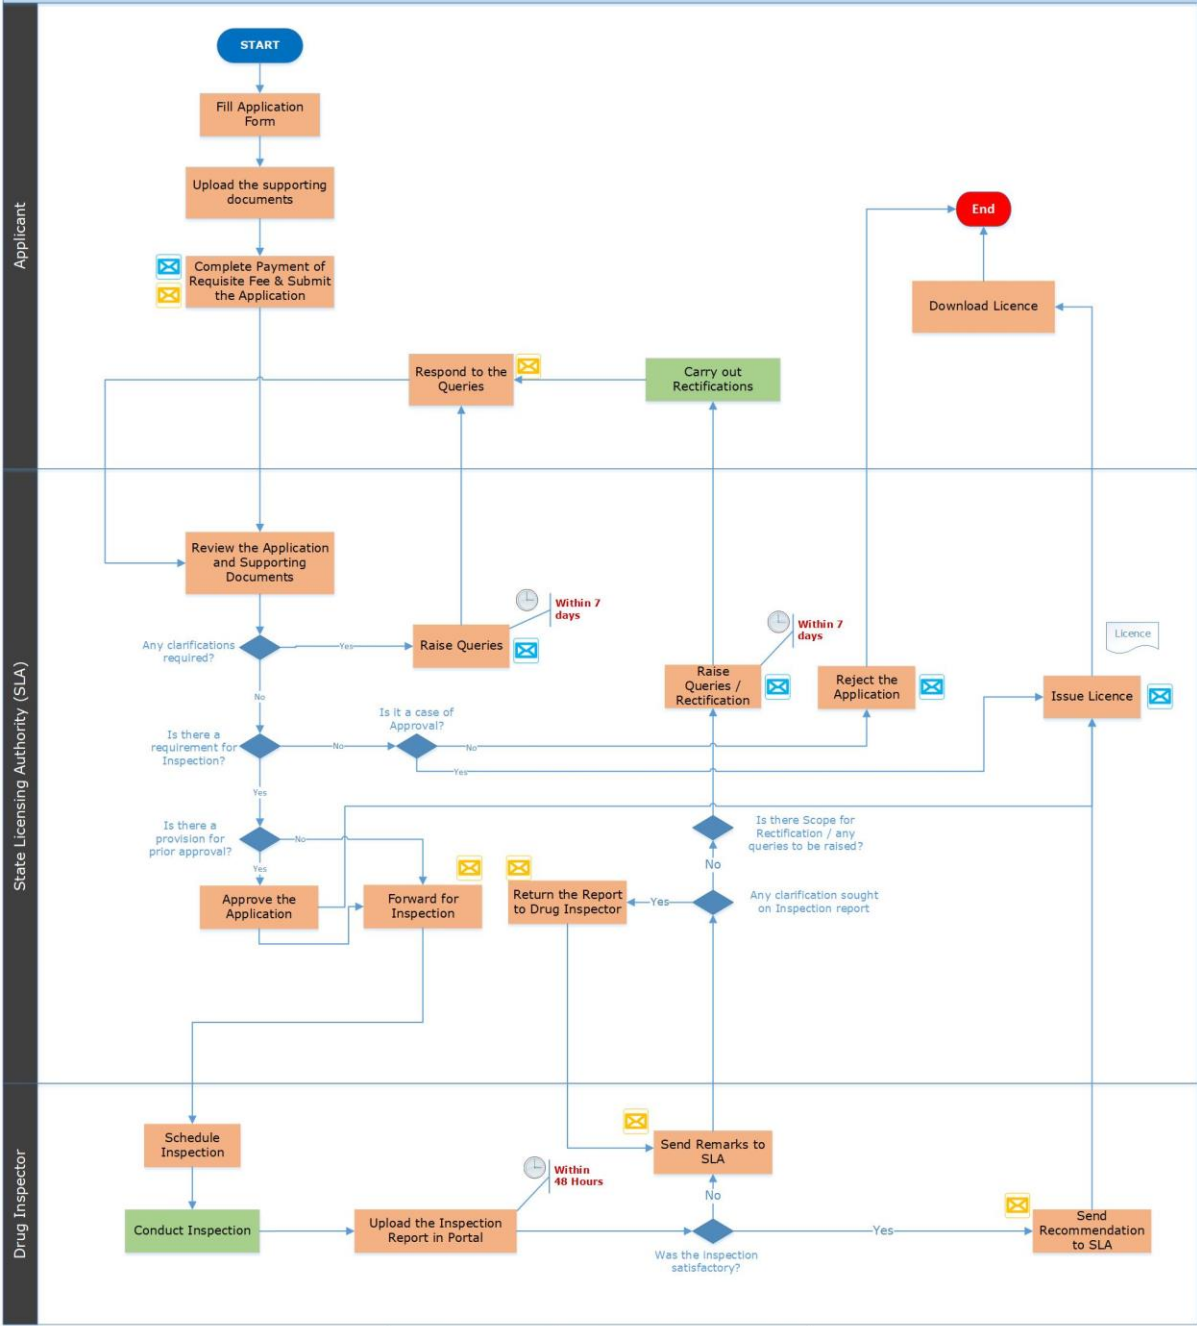 Applicant
START
Fill Application
Form
Upload the supporting
documents
Complete Payment of
Requisite Fee & Submit
the Application
End
Download Licence
Respond to the
Queries
Carry out
Rectifications
State Licensing Authority (SLA)
Review the Application
and Supporting
Documents
Any clarifications
required?
Yes
Raise Queries
Within 7
days
Raise
Queries /
Rectification
Within 7
days
Reject the
Application
Licence
Issue Licence
No
Is there a
requirement for
Inspection?
No
Is it a case of
Approval?
No
Yes
Yes
Is there a
provision for
prior approval?
No
Yes
Approve the
Application
Forward for
Inspection
Return the Report
to Drug Inspector
Yes
Any clarification sought
on Inspection report
No
Is there Scope for
Rectification / any
queries to be raised?
Drug Inspector
Schedule
Inspection
Conduct Inspection
Upload the Inspection
Report in Portal
Within
48 Hours
Send Remarks to
SLA
No
Was the inspection
satisfactory?
Yes
Send
Recommendation
to SLA